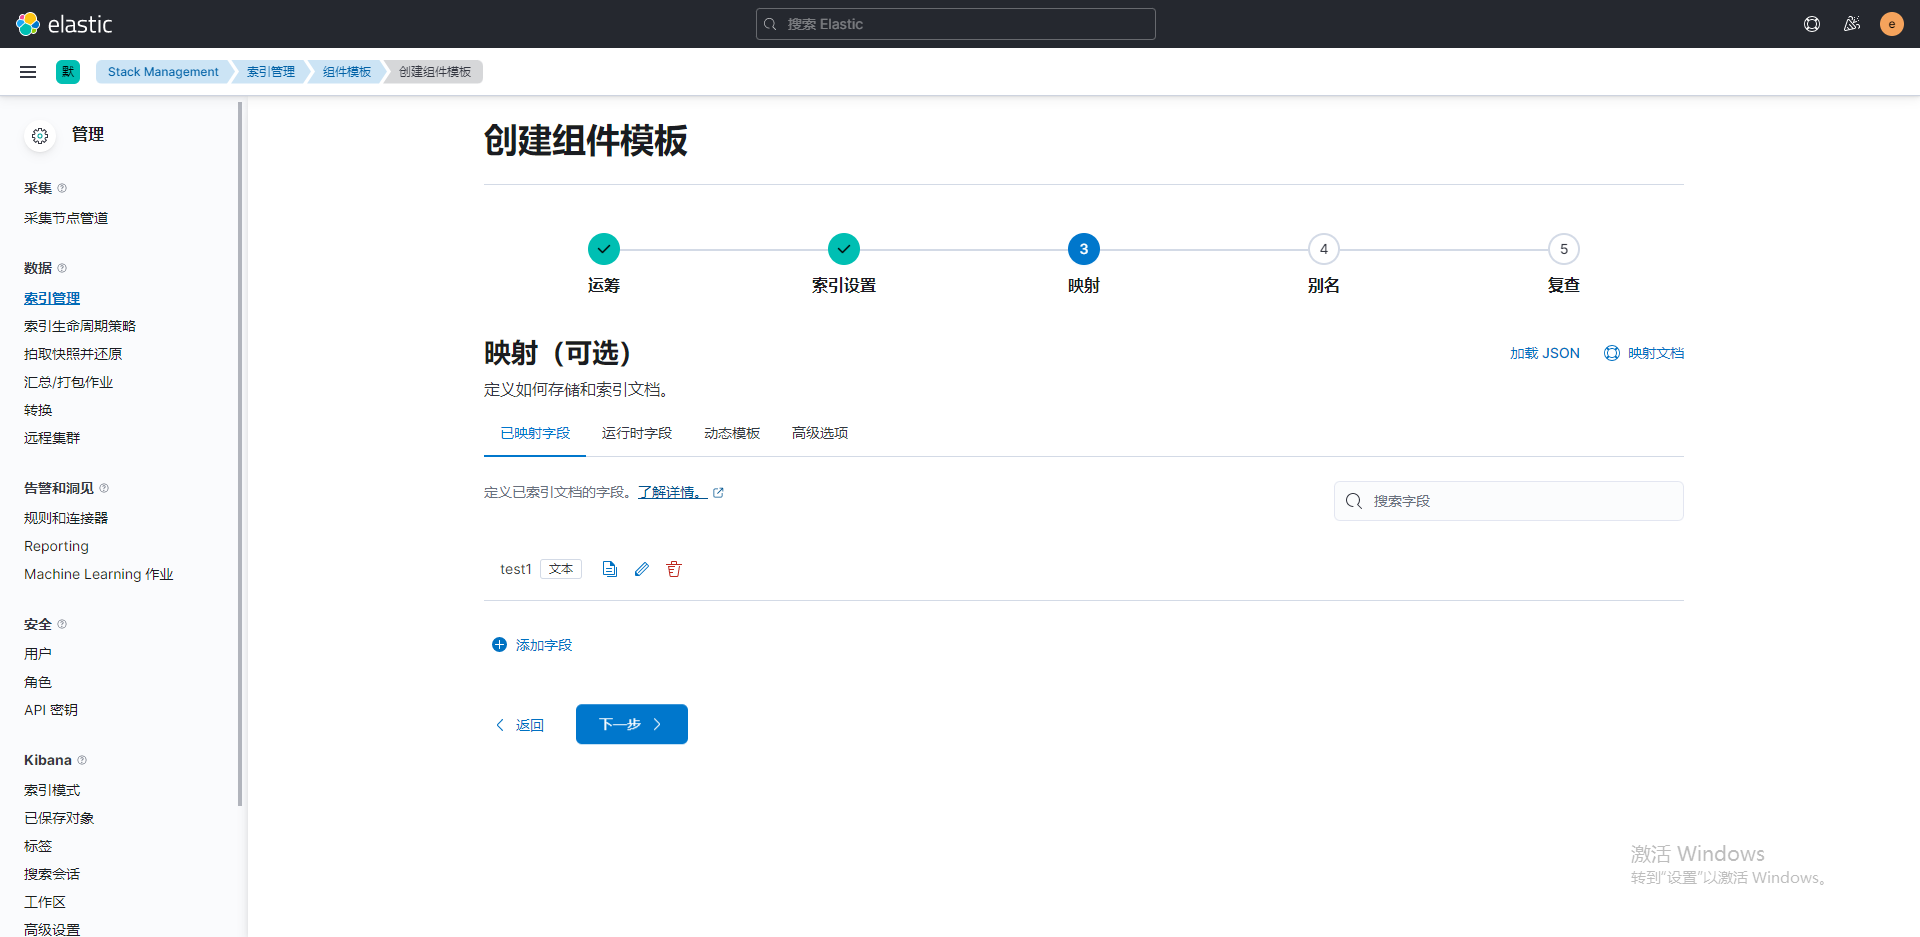 elastic
搜索 Elastic
e
默
Stack Management
索引管理
组件模板
创建组件模板
管理
采集
采集节点管道
数据
索引管理
索引生命周期策略
拍取快照并还原
汇总/打包作业
转换
远程集群
告警和洞见
规则和连接器
Reporting
Machine Learning 作业
安全
用户
角色
API 密钥
Kibana
索引模式
已保存对象
标签
搜索会话
工作区
高级设置
创建组件模板
运筹
索引设置
3
映射
4
别名
5
复查
映射（可选）
加载 JSON
映射文档
定义如何存储和索引文档。
已映射字段
运行时字段
动态模板
高级选项
定义已索引文档的字段。了解详情。
搜索字段
test1 文本
添加字段
返回
下一步
激活 Windows
转到“设置”以激活 Windows。